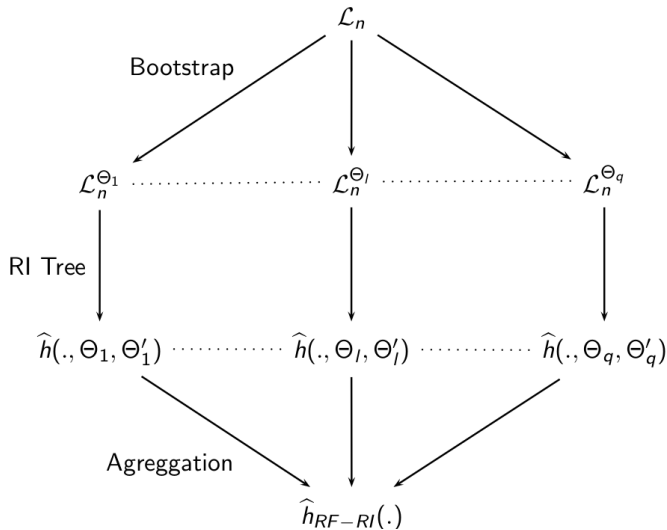 ℒₙ
Bootstrap
ℒₙ^Θ₁ ............ ℒₙ^Θₗ ............ ℒₙ^Θ_q
RI Tree
ĥ(., Θ₁, Θ′₁) ............ ĥ(., Θₗ, Θ′ₗ) ............ ĥ(., Θ_q, Θ′_q)
Agreggation
ĥ_RF−RI(.)